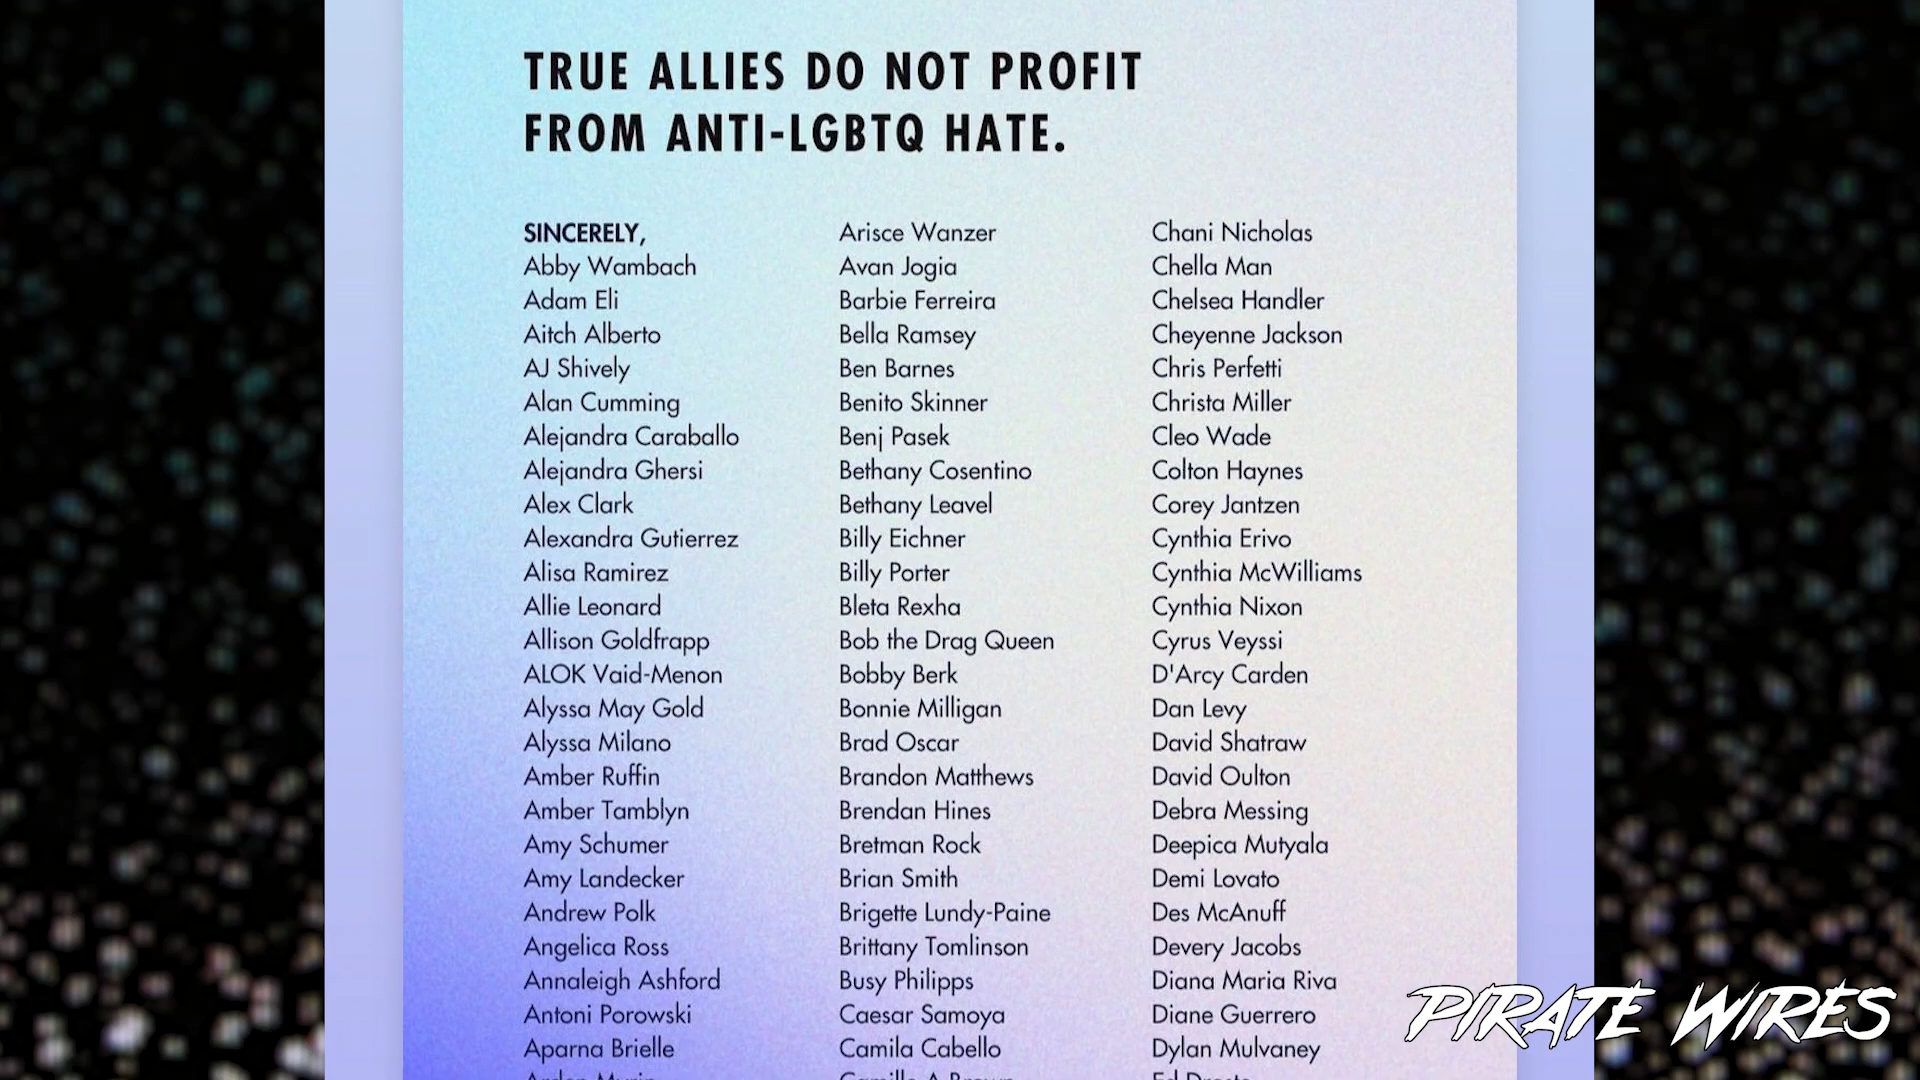 TRUE ALLIES DO NOT PROFIT
FROM ANTI-LGBTQ HATE.
SINCERELY,
Abby Wambach
Adam Eli
Aitch Alberto
AJ Shively
Alan Cumming
Alejandra Caraballo
Alejandra Ghersi
Alex Clark
Alexandra Gutierrez
Alisa Ramirez
Allie Leonard
Allison Goldfrapp
ALOK Vaid-Menon
Alyssa May Gold
Alyssa Milano
Amber Ruffin
Amber Tamblyn
Amy Schumer
Amy Landecker
Andrew Polk
Angelica Ross
Annaleigh Ashford
Antoni Porowski
Aparna Brielle
Arisce Wanzer
Avan Jogia
Barbie Ferreira
Bella Ramsey
Ben Barnes
Benito Skinner
Benj Pasek
Bethany Cosentino
Bethany Leavel
Billy Eichner
Billy Porter
Bleta Rexha
Bob the Drag Queen
Bobby Berk
Bonnie Milligan
Brad Oscar
Brandon Matthews
Brendan Hines
Bretman Rock
Brian Smith
Brigette Lundy-Paine
Brittany Tomlinson
Busy Philipps
Caesar Samoya
Camila Cabello
Chani Nicholas
Chella Man
Chelsea Handler
Cheyenne Jackson
Chris Perfetti
Christa Miller
Cleo Wade
Colton Haynes
Corey Jantzen
Cynthia Erivo
Cynthia McWilliams
Cynthia Nixon
Cyrus Veyssi
D'Arcy Carden
Dan Levy
David Shatraw
David Oulton
Debra Messing
Deepica Mutyala
Demi Lovato
Des McAnuff
Devery Jacobs
Diana Maria Riva
Diane Guerrero
Dylan Mulvaney
PIRATE WIRES